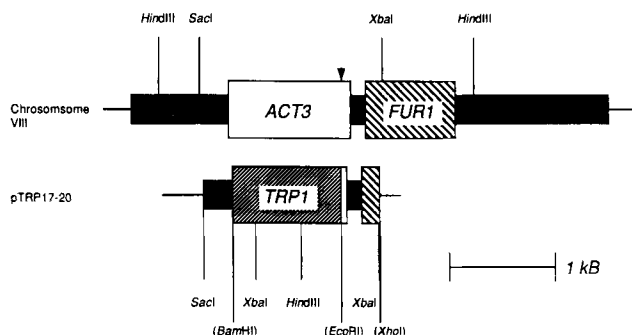 HindIII SacI XbaI HindIII
Chromsome
VIII
ACT3 FUR1
pTRP17-20
TRP1
1 kB
SacI XbaI HindIII XbaI
(BamHI) (EcoRI) (XhoI)